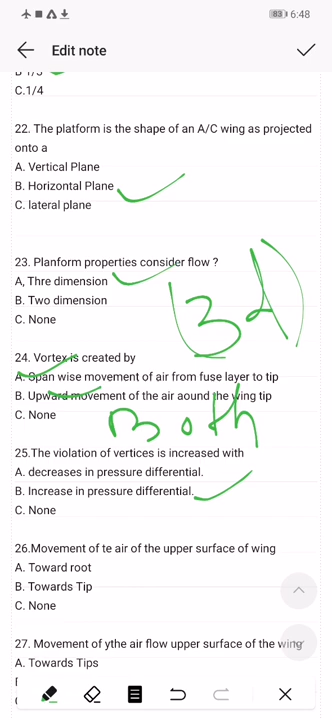 83 6:48
Edit note
B 1/3
C.1/4
22. The platform is the shape of an A/C wing as projected
onto a
A. Vertical Plane
B. Horizontal Plane
C. lateral plane
23. Planform properties consider flow ?
A, Thre dimension
B. Two dimension
C. None
3d
24. Vortex is created by
A. Span wise movement of air from fuse layer to tip
B. Upward movement of the air aound the wing tip
C. None
Both
25.The violation of vertices is increased with
A. decreases in pressure differential.
B. Increase in pressure differential.
C. None
26.Movement of te air of the upper surface of wing
A. Toward root
B. Towards Tip
C. None
27. Movement of ythe air flow upper surface of the wing
A. Towards Tips